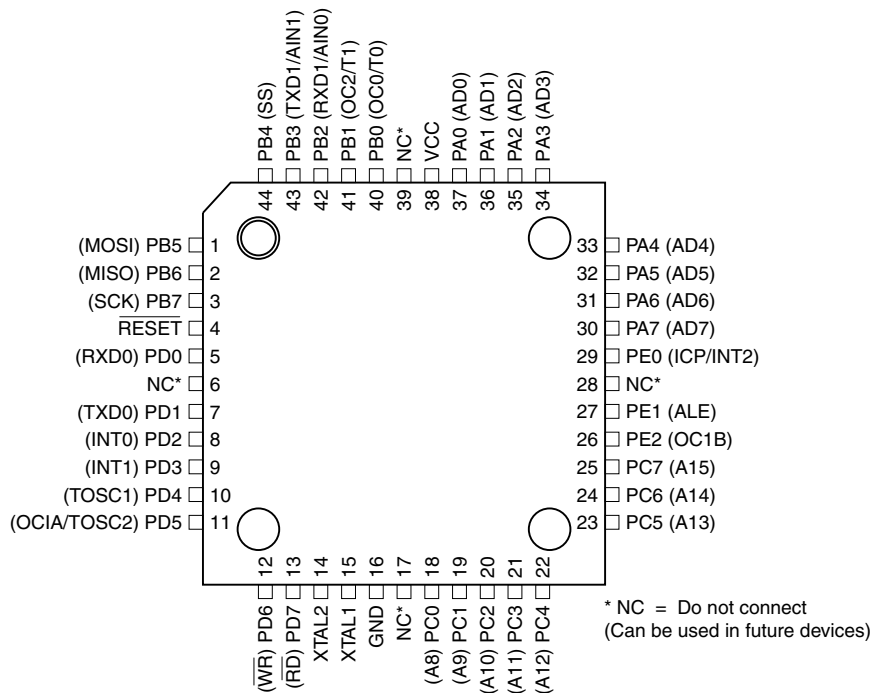 PB4 (SS)
PB3 (TXD1/AIN1)
PB2 (RXD1/AIN0)
PB1 (OC2/T1)
PB0 (OC0/T0)
NC*
VCC
PA0 (AD0)
PA1 (AD1)
PA2 (AD2)
PA3 (AD3)
44 43 42 41 40 39 38 37 36 35 34
(MOSI) PB5 1
(MISO) PB6 2
(SCK) PB7 3
RESET 4
(RXD0) PD0 5
NC* 6
(TXD0) PD1 7
(INT0) PD2 8
(INT1) PD3 9
(TOSC1) PD4 10
(OCIA/TOSC2) PD5 11
33 PA4 (AD4)
32 PA5 (AD5)
31 PA6 (AD6)
30 PA7 (AD7)
29 PE0 (ICP/INT2)
28 NC*
27 PE1 (ALE)
26 PE2 (OC1B)
25 PC7 (A15)
24 PC6 (A14)
23 PC5 (A13)
12 13 14 15 16 17 18 19 20 21 22
(WR) PD6
(RD) PD7
XTAL2
XTAL1
GND
NC*
(A8) PC0
(A9) PC1
(A10) PC2
(A11) PC3
(A12) PC4
* NC = Do not connect
(Can be used in future devices)